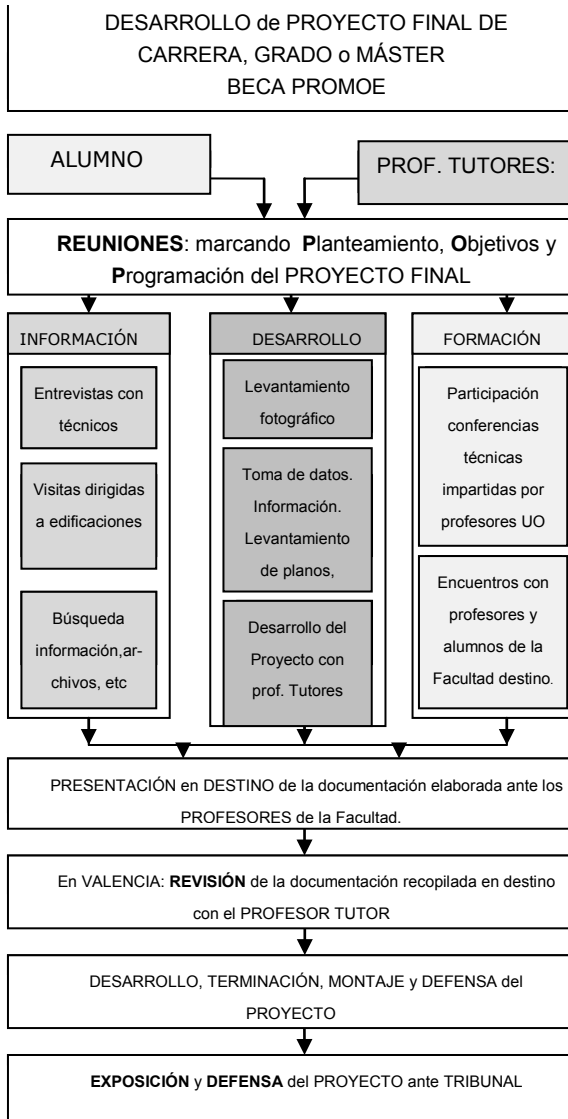 DESARROLLO de PROYECTO FINAL DE
CARRERA, GRADO o MÁSTER
BECA PROMOE
ALUMNO
PROF. TUTORES:
REUNIONES: marcando Planteamiento, Objetivos y
Programación del PROYECTO FINAL
INFORMACIÓN
Entrevistas con
técnicos
Visitas dirigidas
a edificaciones
Búsqueda
información,ar-
chivos, etc
DESARROLLO
Levantamiento
fotográfico
Toma de datos.
Información.
Levantamiento
de planos,
Desarrollo del
Proyecto con
prof. Tutores
FORMACIÓN
Participación
conferencias
técnicas
impartidas por
profesores UO
Encuentros con
profesores y
alumnos de la
Facultad destino.
PRESENTACIÓN en DESTINO de la documentación elaborada ante los
PROFESORES de la Facultad.
En VALENCIA: REVISIÓN de la documentación recopilada en destino
con el PROFESOR TUTOR
DESARROLLO, TERMINACIÓN, MONTAJE y DEFENSA del
PROYECTO
EXPOSICIÓN y DEFENSA del PROYECTO ante TRIBUNAL